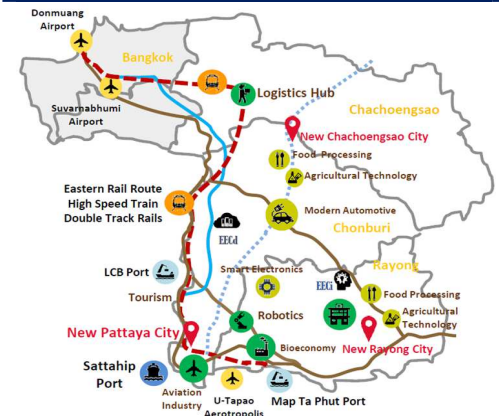 Donmuang
Airport
Bangkok
Suvarnabhumi
Airport
Logistics Hub
Chachoengsao
New Chachoengsao City
Food Processing
Agricultural Technology
Eastern Rail Route
High Speed Train
Double Track Rails
Modern Automotive
Chonburi
EECd
LCB Port
Smart Electronics
EECi
Rayong
Tourism
Food Processing
Robotics
Agricultural
Technology
New Pattaya City
Bioeconomy
New Rayong City
Sattahip
Port
Aviation
Industry
U-Tapao
Aerotropolis
Map Ta Phut Port